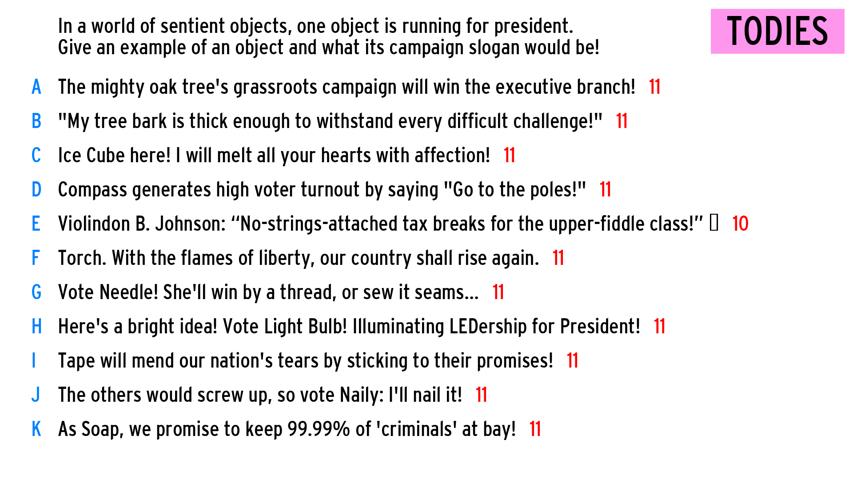 In a world of sentient objects, one object is running for president.
Give an example of an object and what its campaign slogan would be!
TODIES
A The mighty oak tree's grassroots campaign will win the executive branch! 11
B "My tree bark is thick enough to withstand every difficult challenge!" 11
C Ice Cube here! I will melt all your hearts with affection! 11
D Compass generates high voter turnout by saying "Go to the poles!" 11
E Violindon B. Johnson: “No-strings-attached tax breaks for the upper-fiddle class!” 10
F Torch. With the flames of liberty, our country shall rise again. 11
G Vote Needle! She'll win by a thread, or sew it seams... 11
H Here's a bright idea! Vote Light Bulb! Illuminating LEDership for President! 11
I Tape will mend our nation's tears by sticking to their promises! 11
J The others would screw up, so vote Naily: I'll nail it! 11
K As Soap, we promise to keep 99.99% of 'criminals' at bay! 11